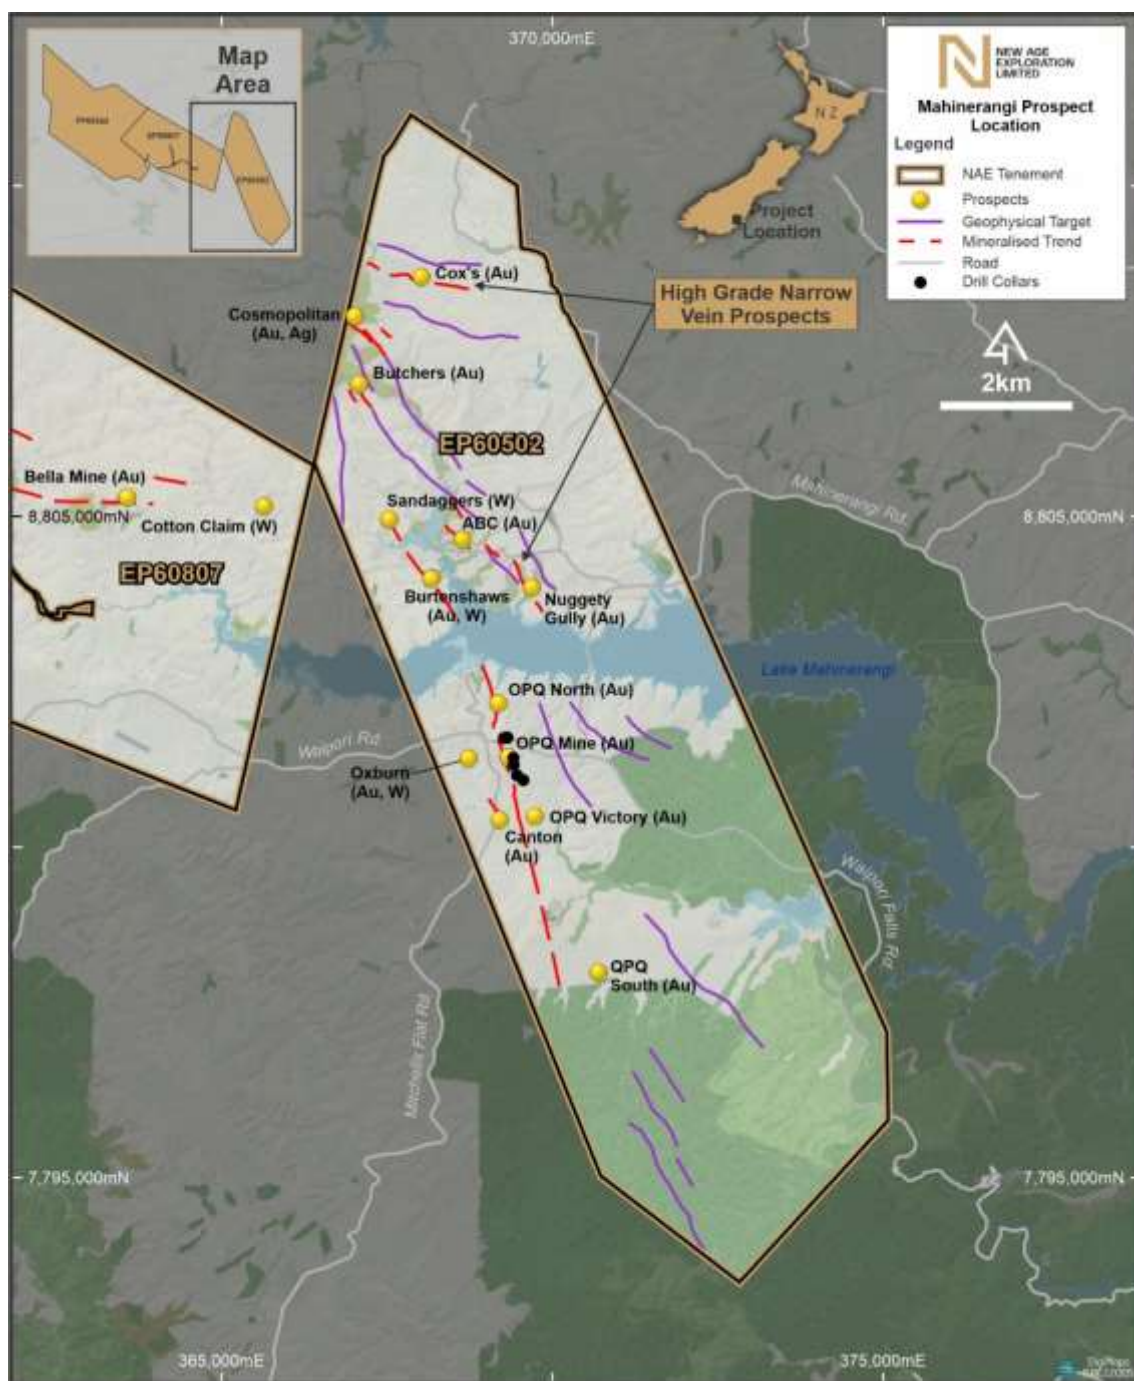 370,000mE
Map
Area
NEW AGE
EXPLORATION
LIMITED
Mahinerangi Prospect
Location
Legend
NAE Tenement
Prospects
Geophysical Target
Mineralised Trend
Road
Drill Collars
N Z
Project
Location
2km
Cox's (Au)
High Grade Narrow
Vein Prospects
Cosmopolitan
(Au, Ag)
Butchers (Au)
EP60502
Bella Mine (Au)
Mahinerangi Rd.
Sandaggers (W)
8,805,000mN
ABC (Au)
8,805,000mN
Cotton Claim (W)
EP60807
Burtenshaws
(Au, W)
Nuggety
Gully (Au)
Lake Mahinerangi
OPQ North (Au)
Waipori Rd
OPQ Mine (Au)
Oxburn
(Au, W)
OPQ Victory (Au)
Canton
(Au)
Waipori Falls Rd
QPQ
South (Au)
Mitchells Flat Rd
7,795,000mN
7,795,000mN
365,000mE
375,000mE